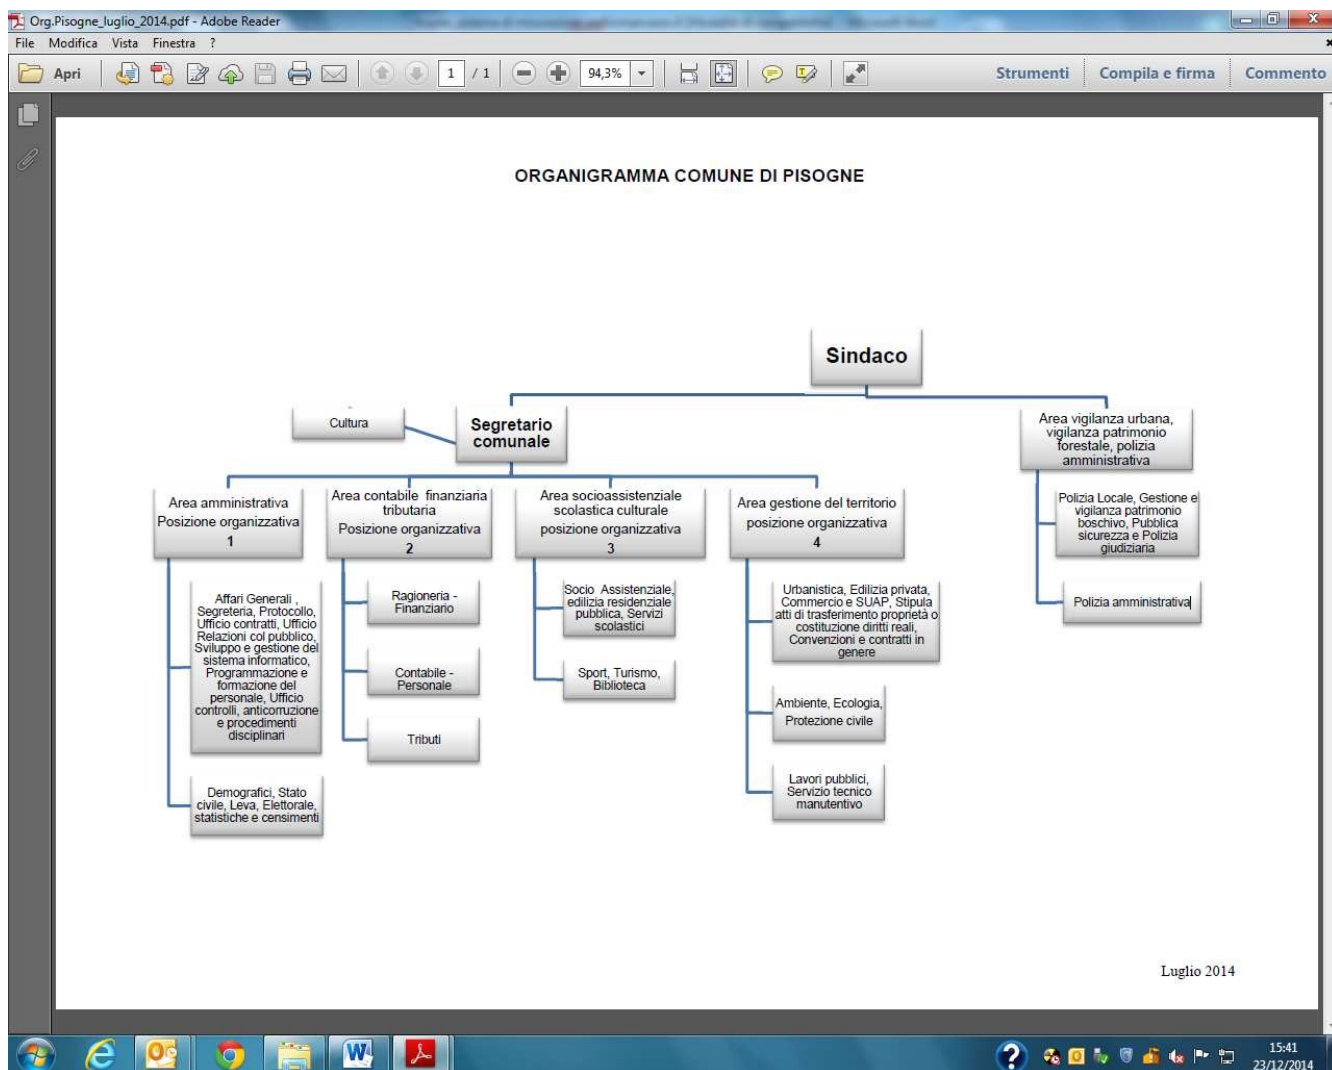 Org.Pisogne_luglio_2014.pdf - Adobe Reader
File Modifica Vista Finestra ?
Apri
1 / 1
94,3%
Strumenti Compila e firma Commento
ORGANIGRAMMA COMUNE DI PISOGNE
Sindaco
Cultura
Segretario
comunale
Area vigilanza urbana,
vigilanza patrimonio
forestale, polizia
amministrativa
Area amministrativa
Posizione organizzativa
1
Area contabile finanziaria
tributaria
Posizione organizzativa
2
Area socioassistenziale
scolastica culturale
posizione organizzativa
3
Area gestione del territorio
posizione organizzativa
4
Polizia Locale, Gestione e
vigilanza patrimonio
boschivo, Pubblica
sicurezza e Polizia
giudiziaria
Polizia amministrativa
Affari Generali ,
Segreteria, Protocollo,
Ufficio contratti, Ufficio
Relazioni col pubblico,
Sviluppo e gestione del
sistema informatico,
Programmazione e
formazione del
personale, Ufficio
controlli, anticorruzione
e procedimenti
disciplinari
Demografici, Stato
civile, Leva, Elettorale,
statistiche e censimenti
Ragioneria -
Finanziario
Contabile -
Personale
Tributi
Socio Assistenziale,
edilizia residenziale
pubblica, Servizi
scolastici
Sport, Turismo,
Biblioteca
Urbanistica, Edilizia privata,
Commercio e SUAP, Stipula
atti di trasferimento proprietà o
costituzione diritti reali,
Convenzioni e contratti in
genere
Ambiente, Ecologia,
Protezione civile
Lavori pubblici,
Servizio tecnico
manutentivo
Luglio 2014
15:41
23/12/2014